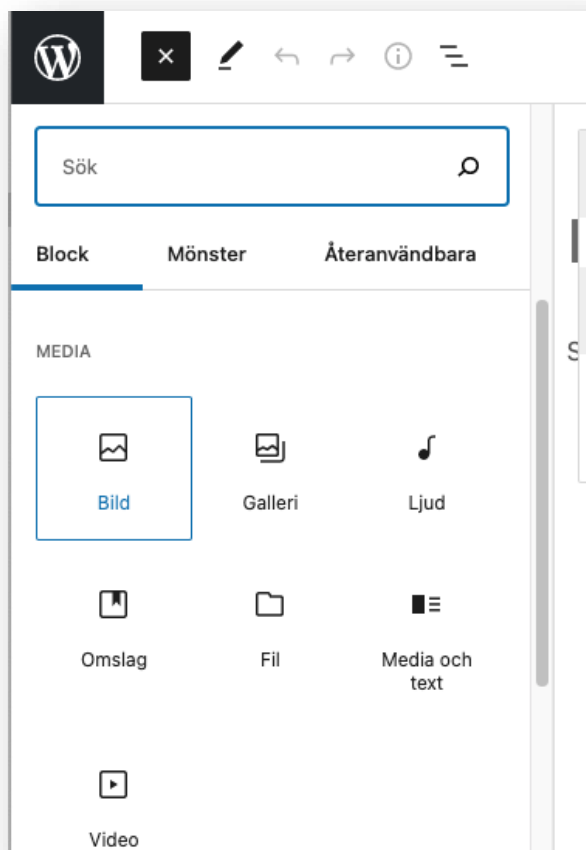 Sök
Block Mönster Återanvändbara
MEDIA
Bild Galleri Ljud
Omslag Fil Media och
text
Video